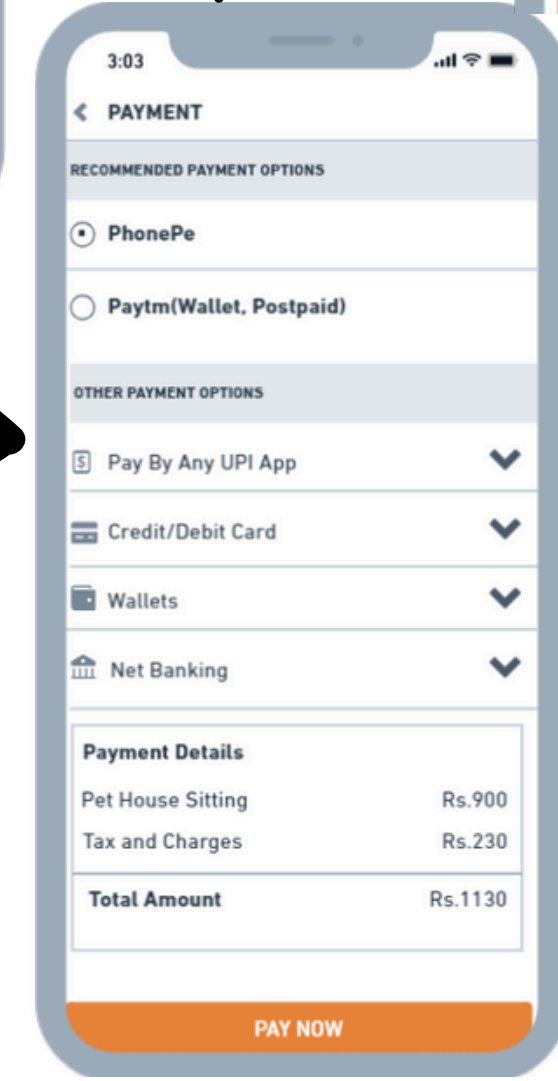 3:03
PAYMENT
RECOMMENDED PAYMENT OPTIONS
PhonePe
Paytm(Wallet, Postpaid)
OTHER PAYMENT OPTIONS
$ Pay By Any UPI App
Credit/Debit Card
Wallets
Net Banking
Payment Details
Pet House Sitting Rs.900
Tax and Charges Rs.230
Total Amount Rs.1130
PAY NOW